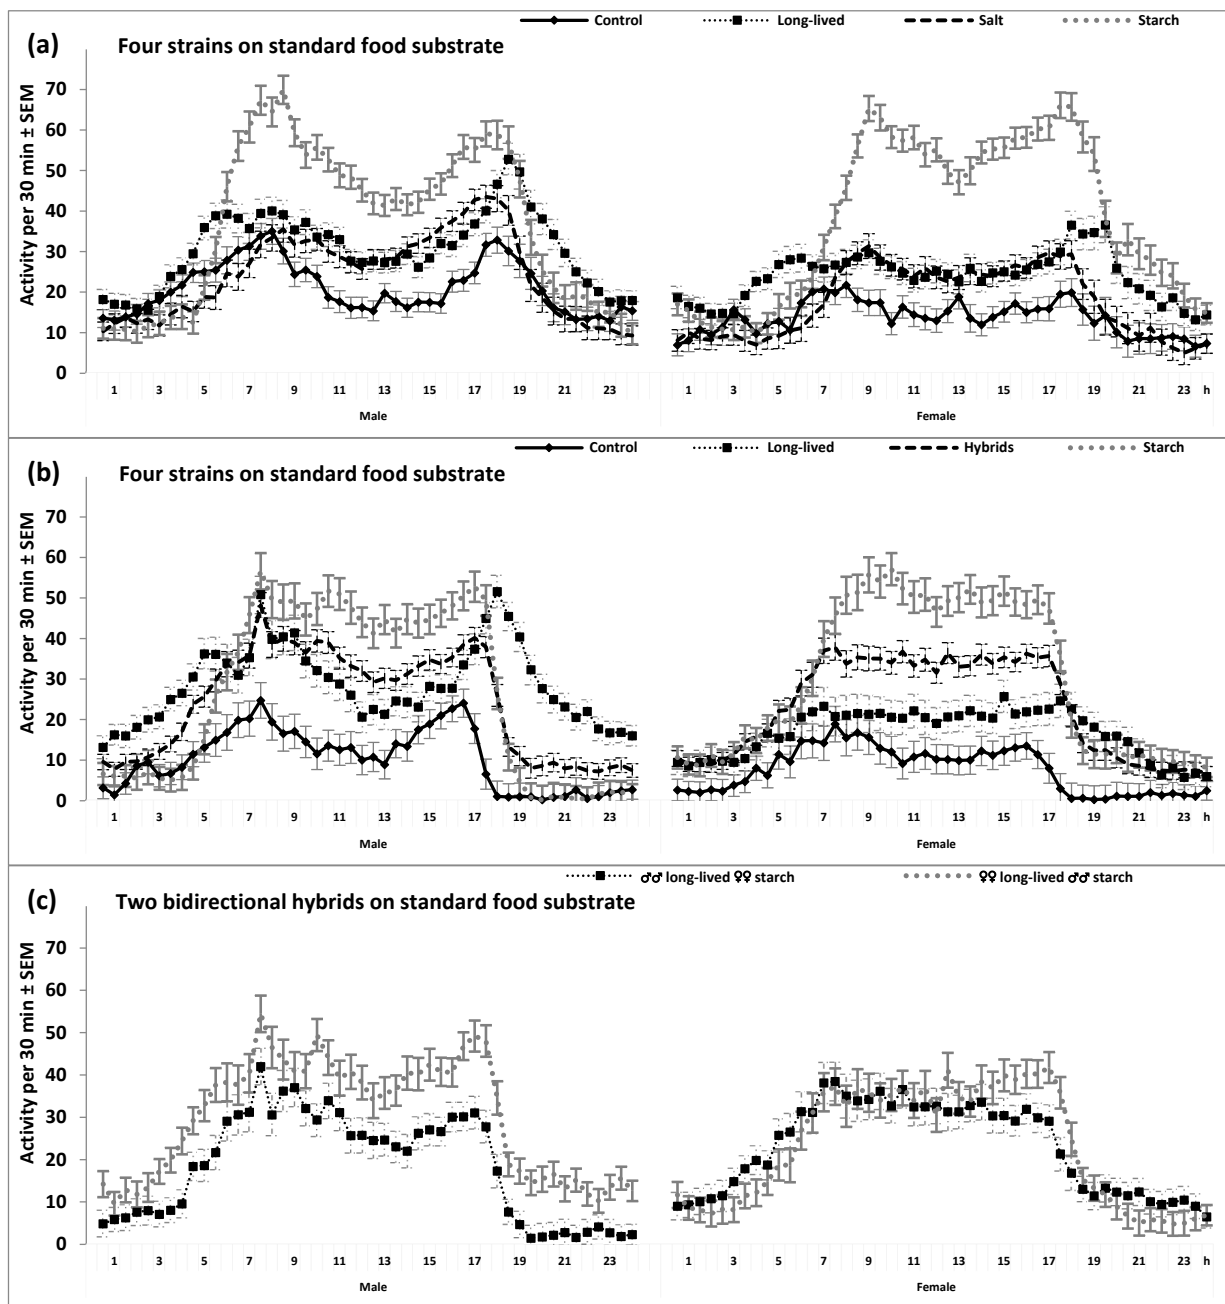 Control Long-lived Salt Starch
(a) Four strains on standard food substrate
Activity per 30 min ± SEM
70
60
50
40
30
20
10
0
1 3 5 7 9 11 13 15 17 19 21 23 1 3 5 7 9 11 13 15 17 19 21 23 h
Male Female
Control Long-lived Hybrids Starch
(b) Four strains on standard food substrate
Activity per 30 min ± SEM
70
60
50
40
30
20
10
0
1 3 5 7 9 11 13 15 17 19 21 23 1 3 5 7 9 11 13 15 17 19 21 23 h
Male Female
♂♂ long-lived ♀♀ starch ♀♀ long-lived ♂♂ starch
(c) Two bidirectional hybrids on standard food substrate
Activity per 30 min ± SEM
70
60
50
40
30
20
10
0
1 3 5 7 9 11 13 15 17 19 21 23 1 3 5 7 9 11 13 15 17 19 21 23 h
Male Female